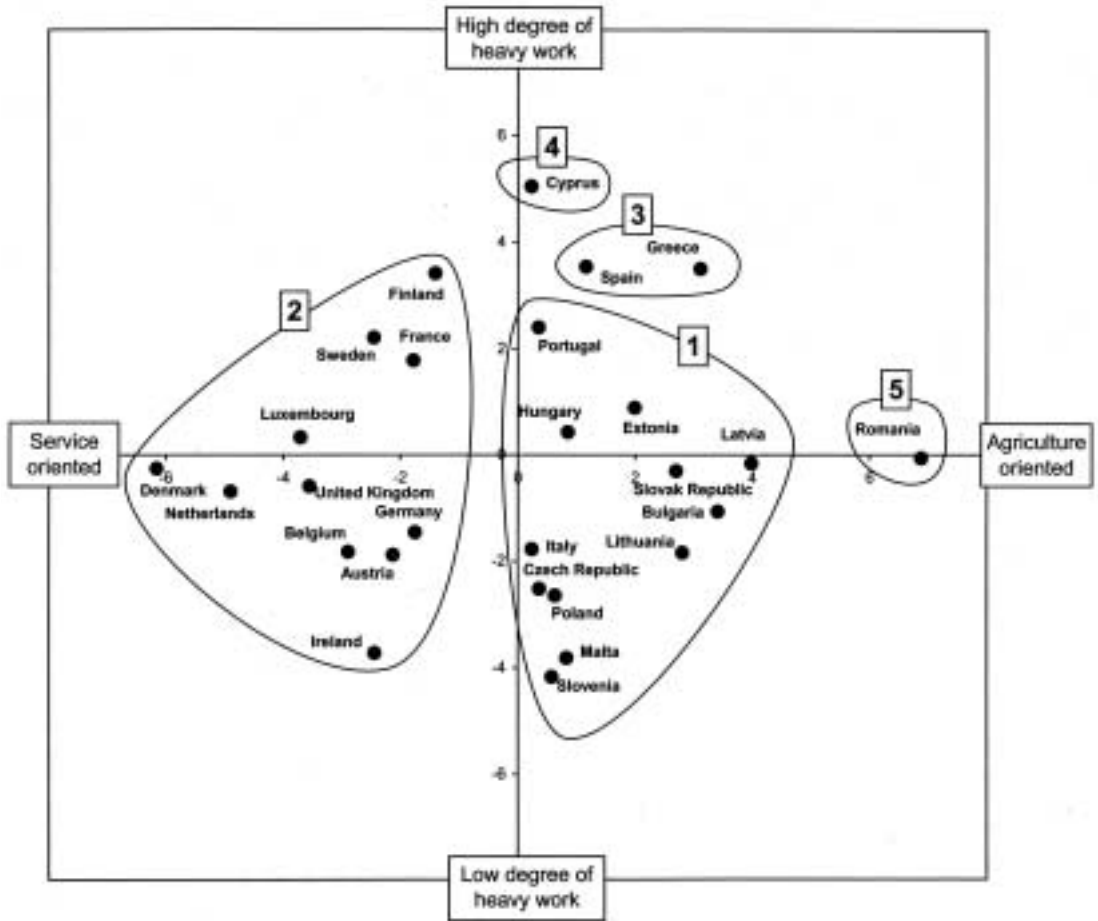 High degree of
heavy work
6
4
Cyprus
3
Greece
4
Spain
2
Finland
France
Sweden
Portugal
2
1
Hungary
Estonia
Luxembourg
Latvia
5
Romania
Service
oriented
Agriculture
oriented
-6
-4
-2
0
2
4
6
Denmark
Netherlands
United Kingdom
Germany
Belgium
Austria
Slovak Republic
Bulgaria
Lithuania
Italy
-2
Czech Republic
Poland
Ireland
Malta
-4
Slovenia
-6
Low degree of
heavy work